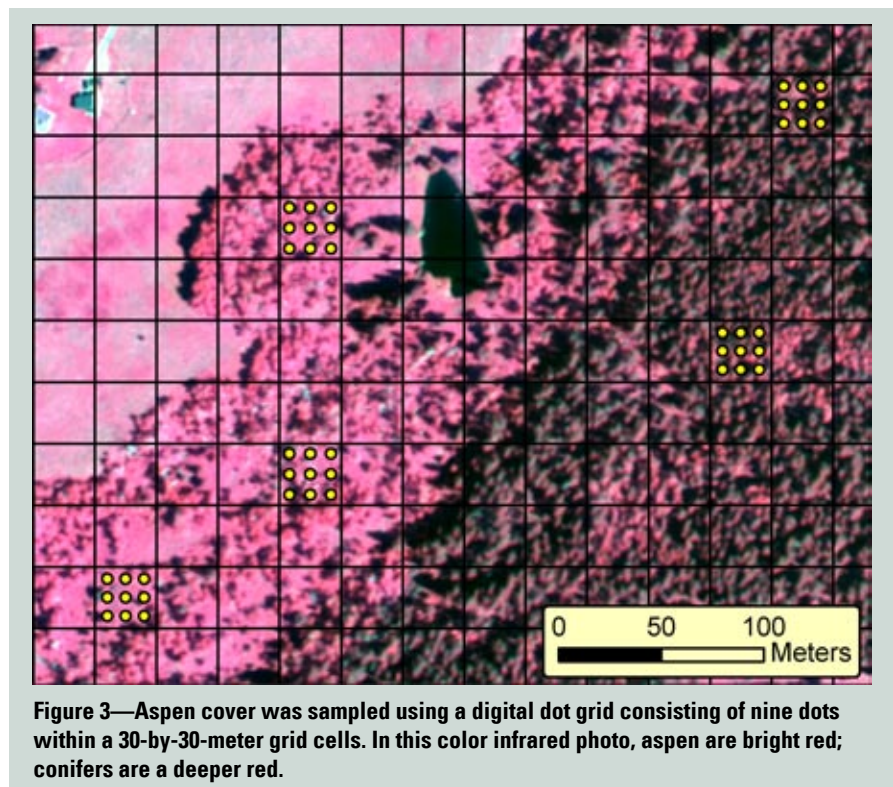 0 50 100
Meters
Figure 3—Aspen cover was sampled using a digital dot grid consisting of nine dots
within a 30-by-30-meter grid cells. In this color infrared photo, aspen are bright red;
conifers are a deeper red.